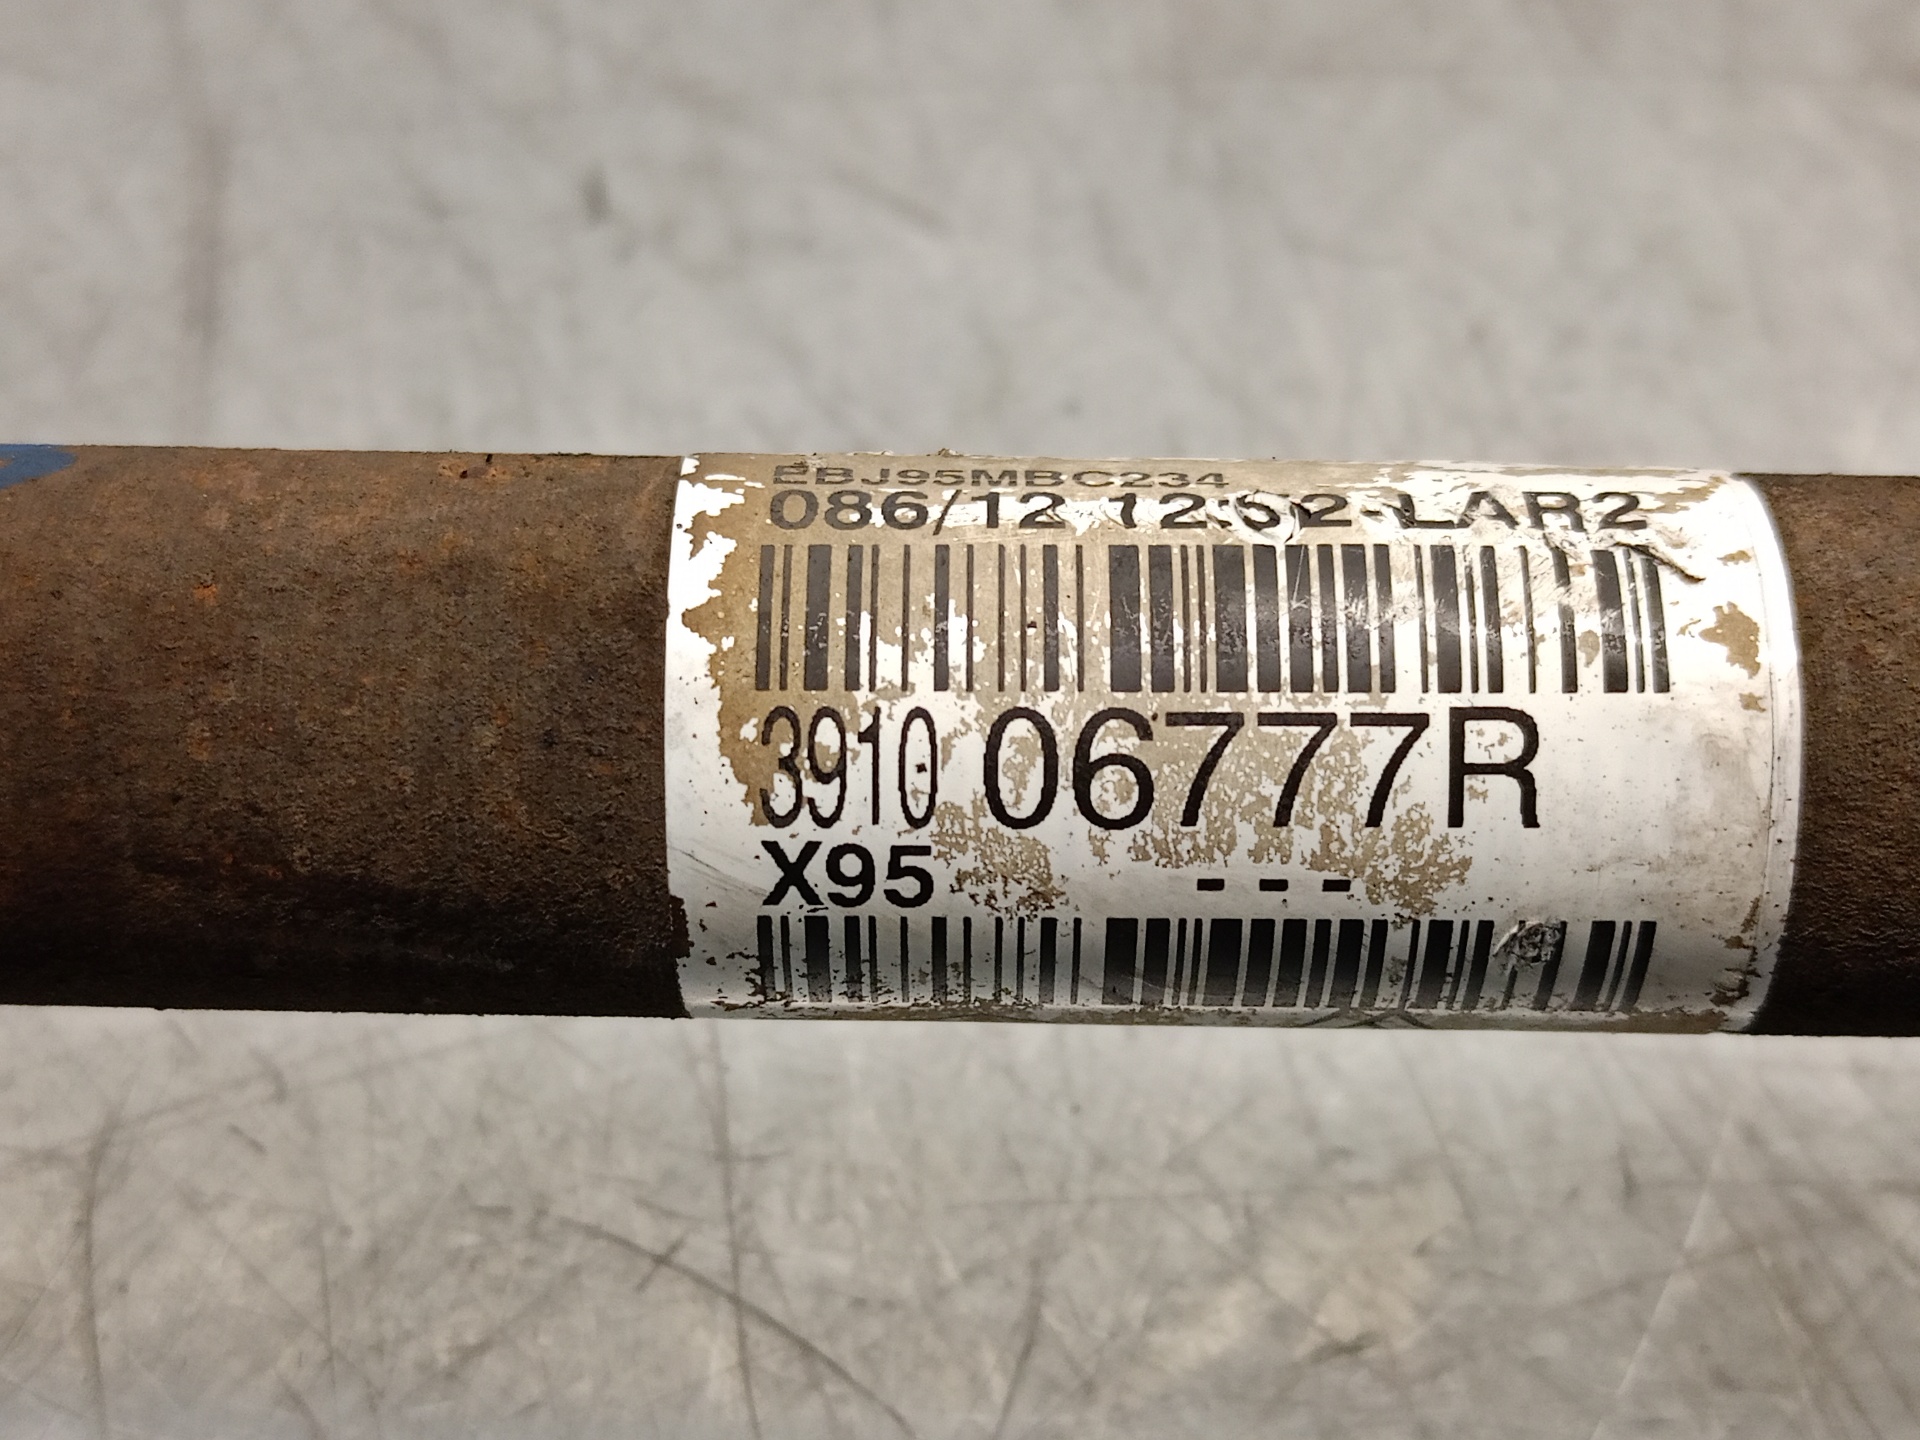 EBJ95MBC234
086/12 12:52-LAR2
3910 06777R
X95 ---